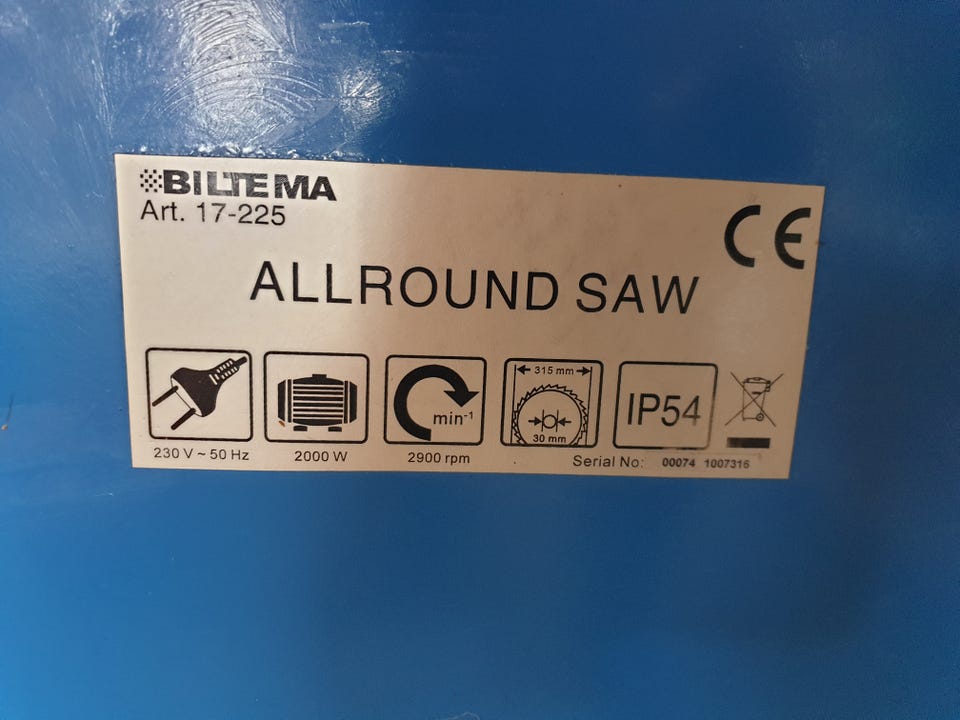 BILTEMA
Art. 17-225
CE
ALLROUND SAW
min-1
315 mm
30 mm
IP54
230 V ~ 50 Hz
2000 W
2900 rpm
Serial No: 00074 1007316